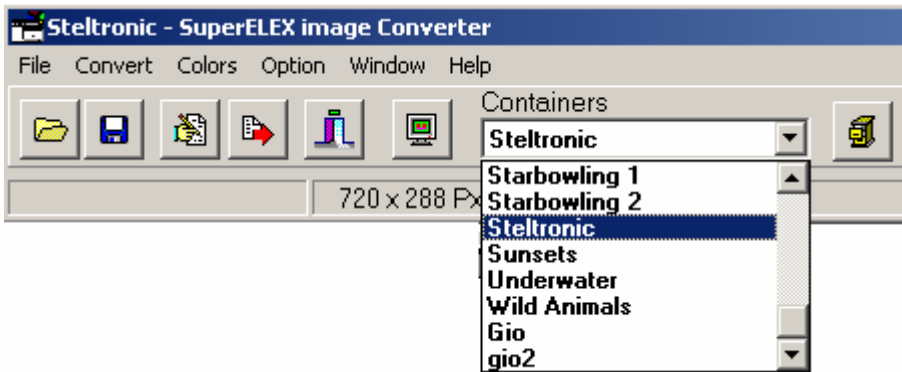 Steltronic - SuperELEX image Converter
File Convert Colors Option Window Help
Containers
Steltronic
720 x 288 Px
Starbowling 1
Starbowling 2
Steltronic
Sunsets
Underwater
Wild Animals
Gio
gio2